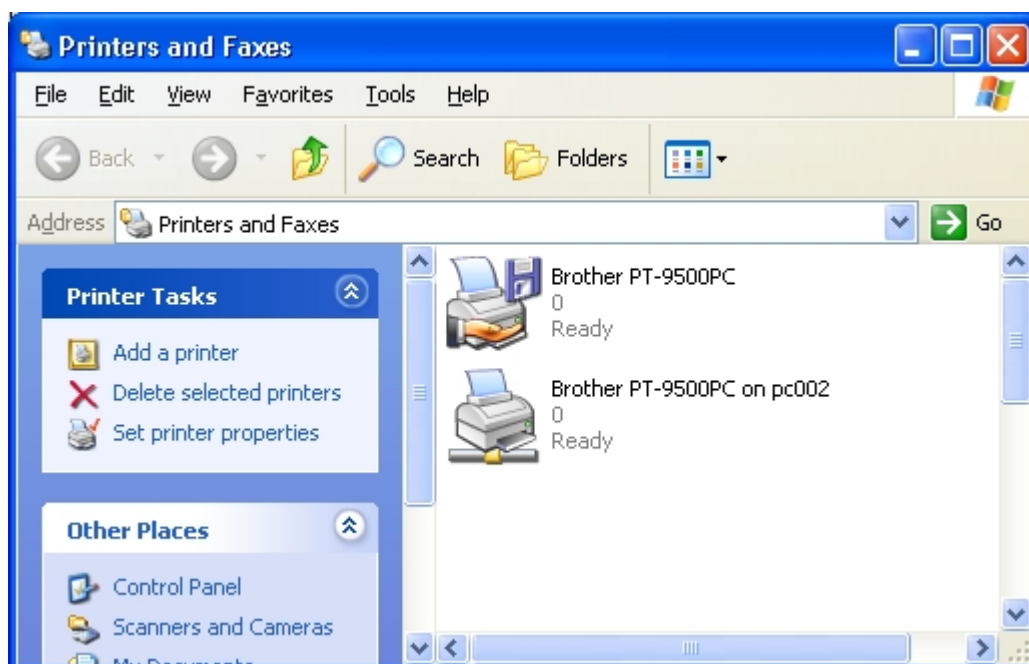 Printers and Faxes
File Edit View Favorites Tools Help
Back Search Folders
Address Printers and Faxes Go
Printer Tasks
Add a printer
Delete selected printers
Set printer properties
Other Places
Control Panel
Scanners and Cameras
My Documents
Brother PT-9500PC
0
Ready
Brother PT-9500PC on pc002
0
Ready